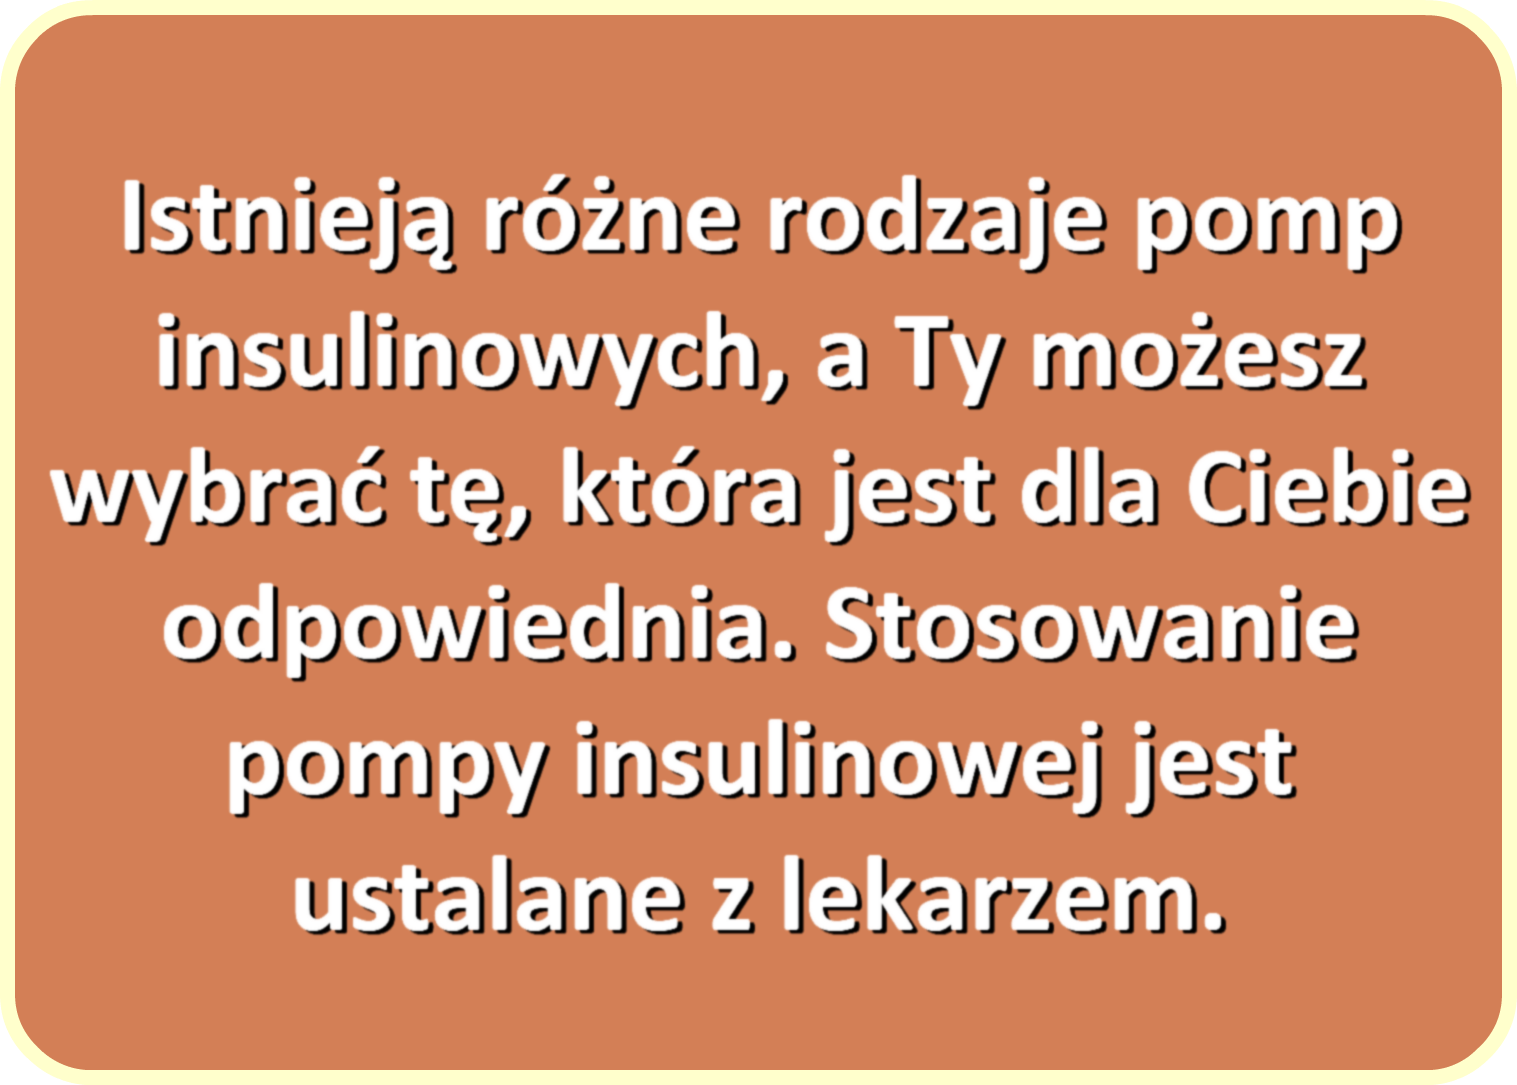 Istnieją różne rodzaje pomp
insulinowych, a Ty możesz
wybrać tę, która jest dla Ciebie
odpowiednia. Stosowanie
pompy insulinowej jest
ustalane z lekarzem.